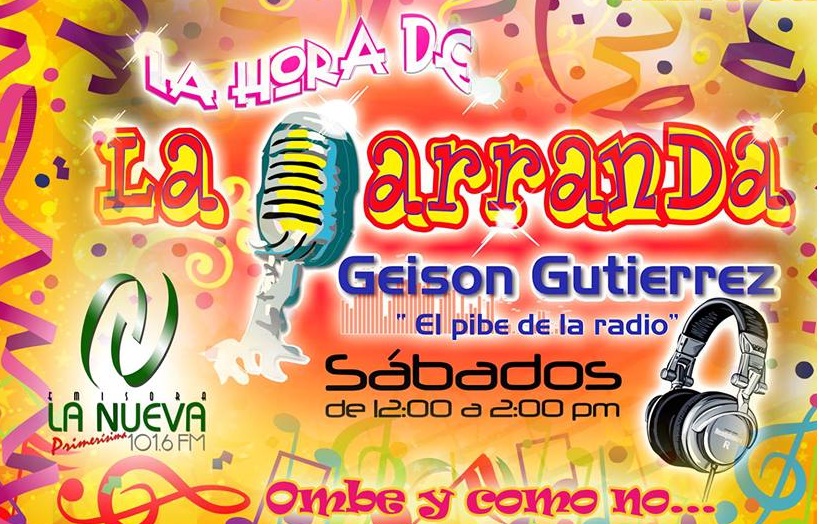 La Hora de
La Parranda
Geison Gutierrez
" El pibe de la radio"
Sábados
de 12:00 a 2:00 pm
EMISORA
LA NUEVA
Primerísima 101.6 FM
Ombe y como no...